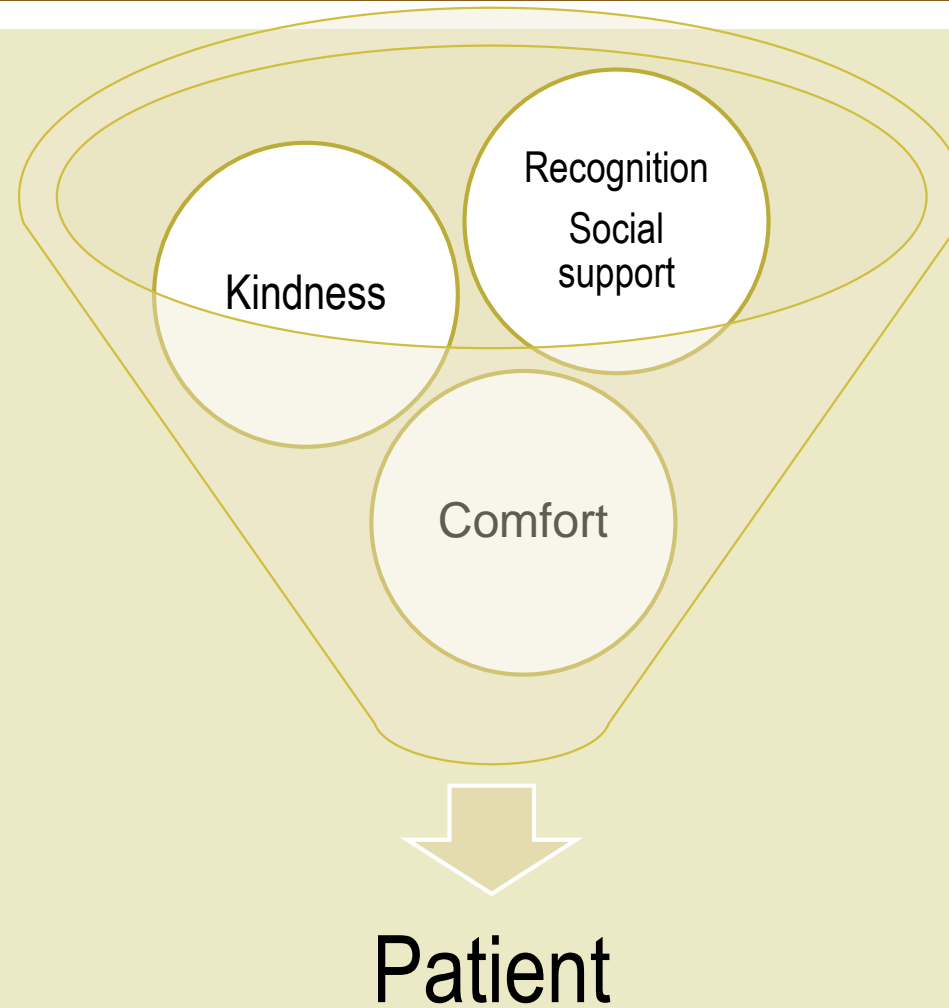 Recognition
Social
support
Kindness
Comfort
Patient